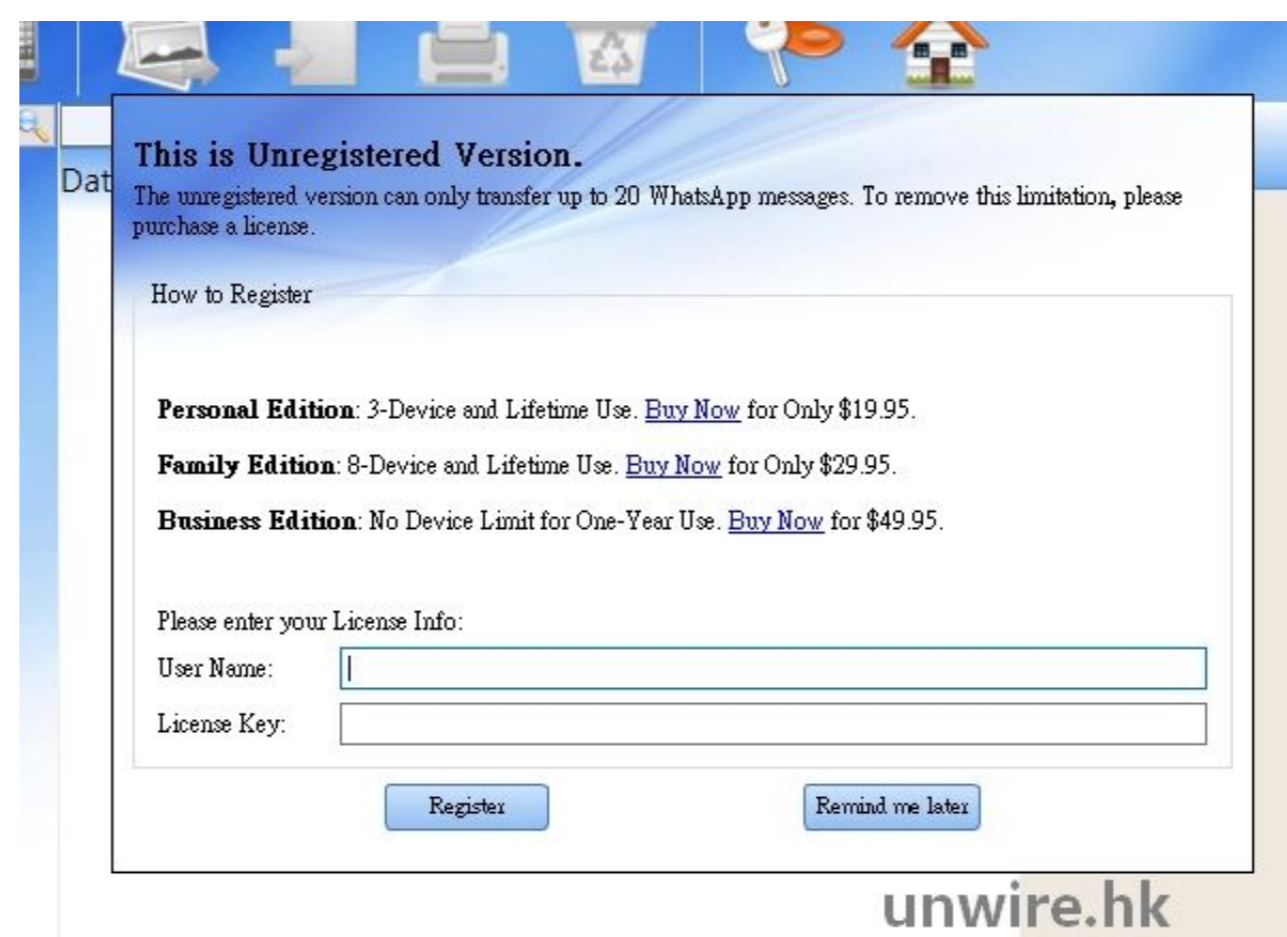 Dat
This is Unregistered Version.
The unregistered version can only transfer up to 20 WhatsApp messages. To remove this limitation, please
purchase a license.
How to Register
Personal Edition: 3-Device and Lifetime Use. Buy Now for Only $19.95.
Family Edition: 8-Device and Lifetime Use. Buy Now for Only $29.95.
Business Edition: No Device Limit for One-Year Use. Buy Now for $49.95.
Please enter your License Info:
User Name:
License Key:
Register
Remind me later
unwire.hk